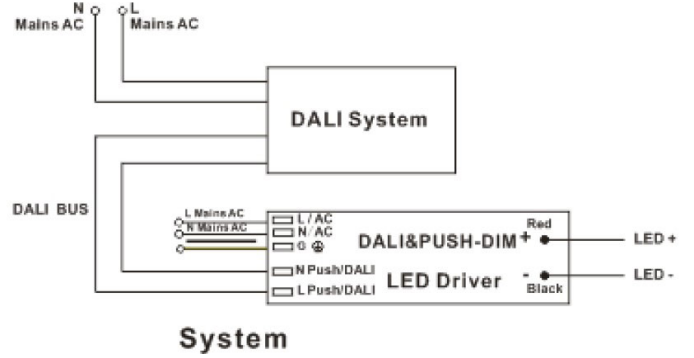 N L
Mains AC Mains AC
DALI System
DALI BUS
L Mains AC
N Mains AC
L / AC
N/AC
G
N Push/DALI
L Push/DALI
DALI&PUSH-DIM
LED Driver
Red
+
-
Black
LED +
LED -
System